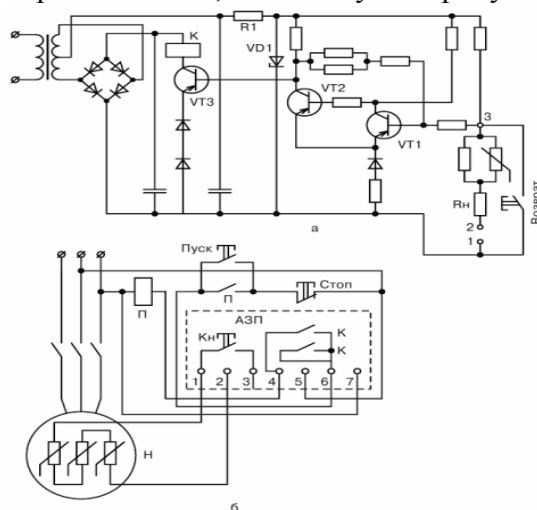 К
R1
VD1
VT2
VT3
VT1
3
Rн
2
1
Возврат
а
Пуск
П
Стоп
П
АЗП
Кн
К
К
1 2 3 4 5 6 7
Н
б